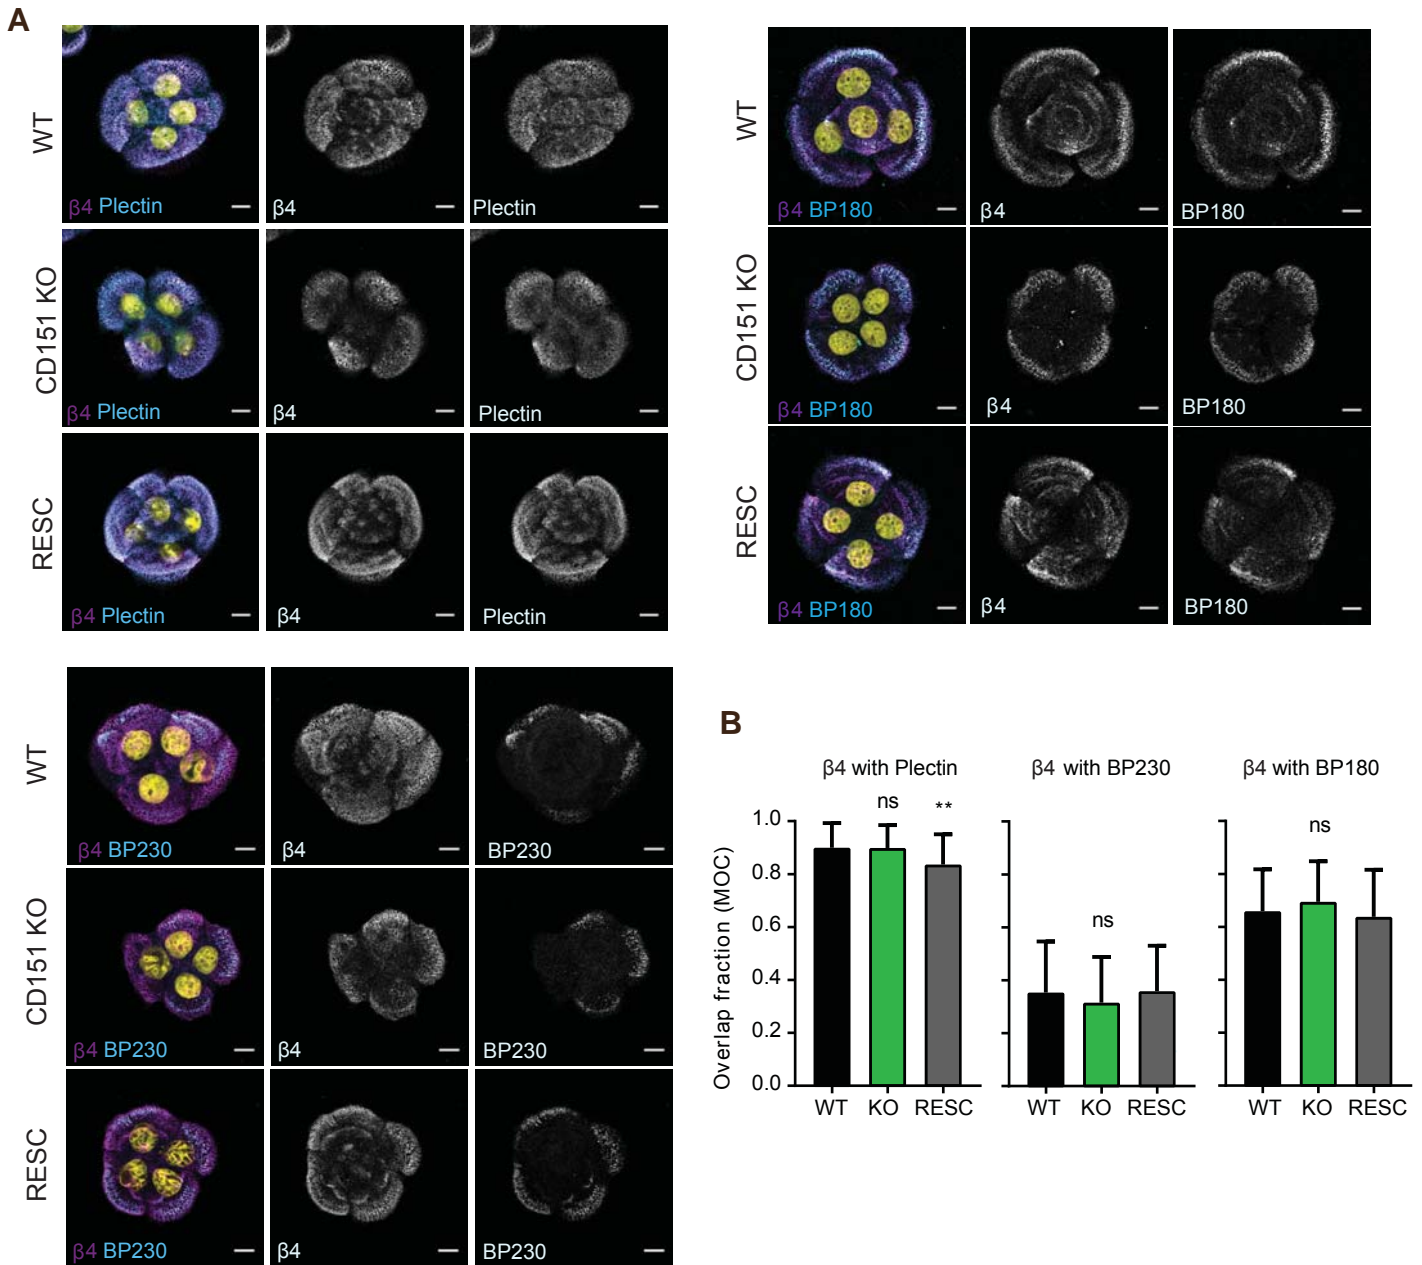 A
WT
β4 Plectin
β4
Plectin
CD151 KO
β4 Plectin
β4
Plectin
RESC
β4 Plectin
β4
Plectin
WT
β4 BP180
β4
BP180
CD151 KO
β4 BP180
β4
BP180
RESC
β4 BP180
β4
BP180
WT
β4 BP230
β4
BP230
CD151 KO
β4 BP230
β4
BP230
RESC
β4 BP230
β4
BP230
B
β4 with Plectin
β4 with BP230
β4 with BP180
Overlap fraction (MOC)
1.0
0.8
0.6
0.4
0.2
0.0
ns
**
ns
ns
WT KO RESC
WT KO RESC
WT KO RESC